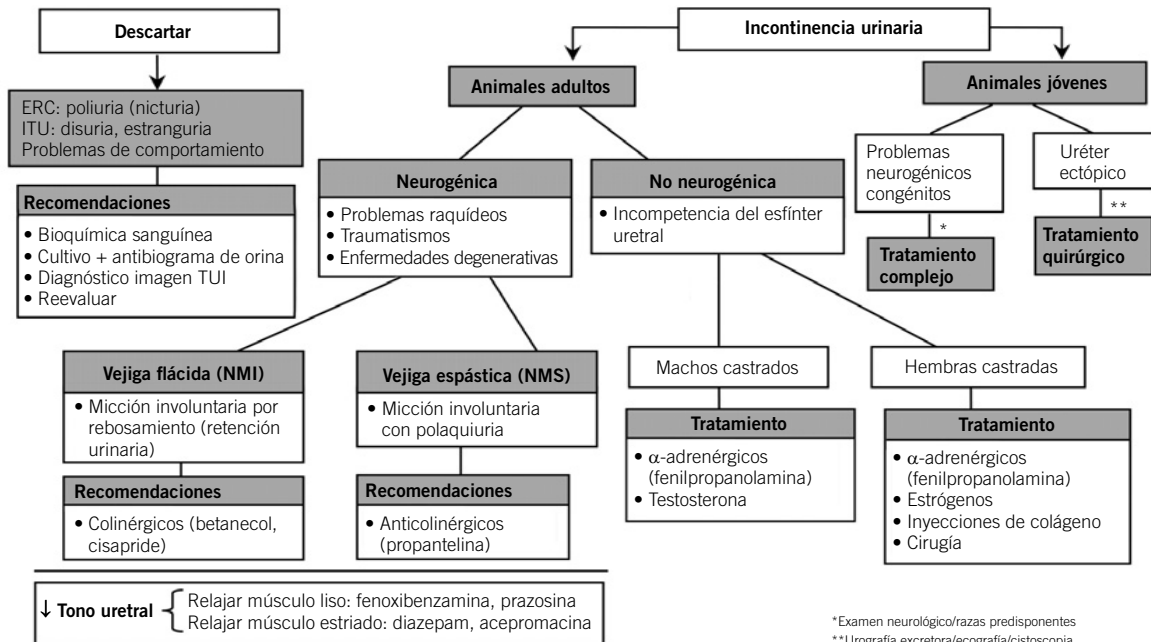 Descartar
ERC: poliuria (nicturia)
ITU: disuria, estranguria
Problemas de comportamiento
Recomendaciones
• Bioquímica sanguínea
• Cultivo + antibiograma de orina
• Diagnóstico imagen TUI
• Reevaluar
Incontinencia urinaria
Animales adultos
Animales jóvenes
Neurogénica
• Problemas raquídeos
• Traumatismos
• Enfermedades degenerativas
No neurogénica
• Incompetencia del esfínter
uretral
Problemas
neurogénicos
congénitos
*
Tratamiento
complejo
Uréter
ectópico
**
Tratamiento
quirúrgico
Vejiga flácida (NMI)
• Micción involuntaria por
rebosamiento (retención
urinaria)
Recomendaciones
• Colinérgicos (betanecol,
cisapride)
Vejiga espástica (NMS)
• Micción involuntaria
con polaquiuria
Recomendaciones
• Anticolinérgicos
(propantelina)
Machos castrados
Tratamiento
• α-adrenérgicos
(fenilpropanolamina)
• Testosterona
Hembras castradas
Tratamiento
• α-adrenérgicos
(fenilpropanolamina)
• Estrógenos
• Inyecciones de colágeno
• Cirugía
↓ Tono uretral
Relajar músculo liso: fenoxibenzamina, prazosina
Relajar músculo estriado: diazepam, acepromacina
*Examen neurológico/razas predisponentes
**Urografía excretora/ecografía/cistoscopia